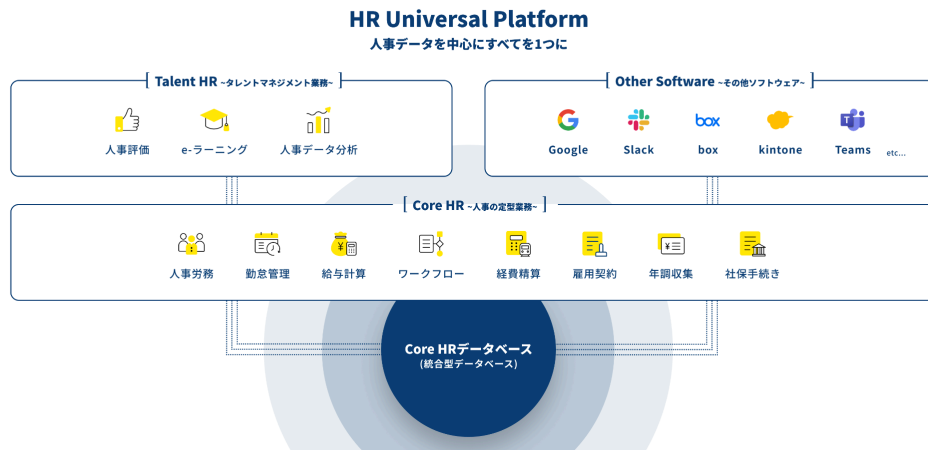 HR Universal Platform
人事データを中心にすべてを1つに
Talent HR ~タレントマネジメント業務~
人事評価
e-ラーニング
人事データ分析
Other Software ~その他ソフトウェア~
Google
Slack
box
box
kintone
Teams
etc...
Core HR ~人事の定型業務~
人事労務
勤怠管理
給与計算
ワークフロー
経費精算
雇用契約
年調収集
社保手続き
Core HRデータベース
(統合型データベース)